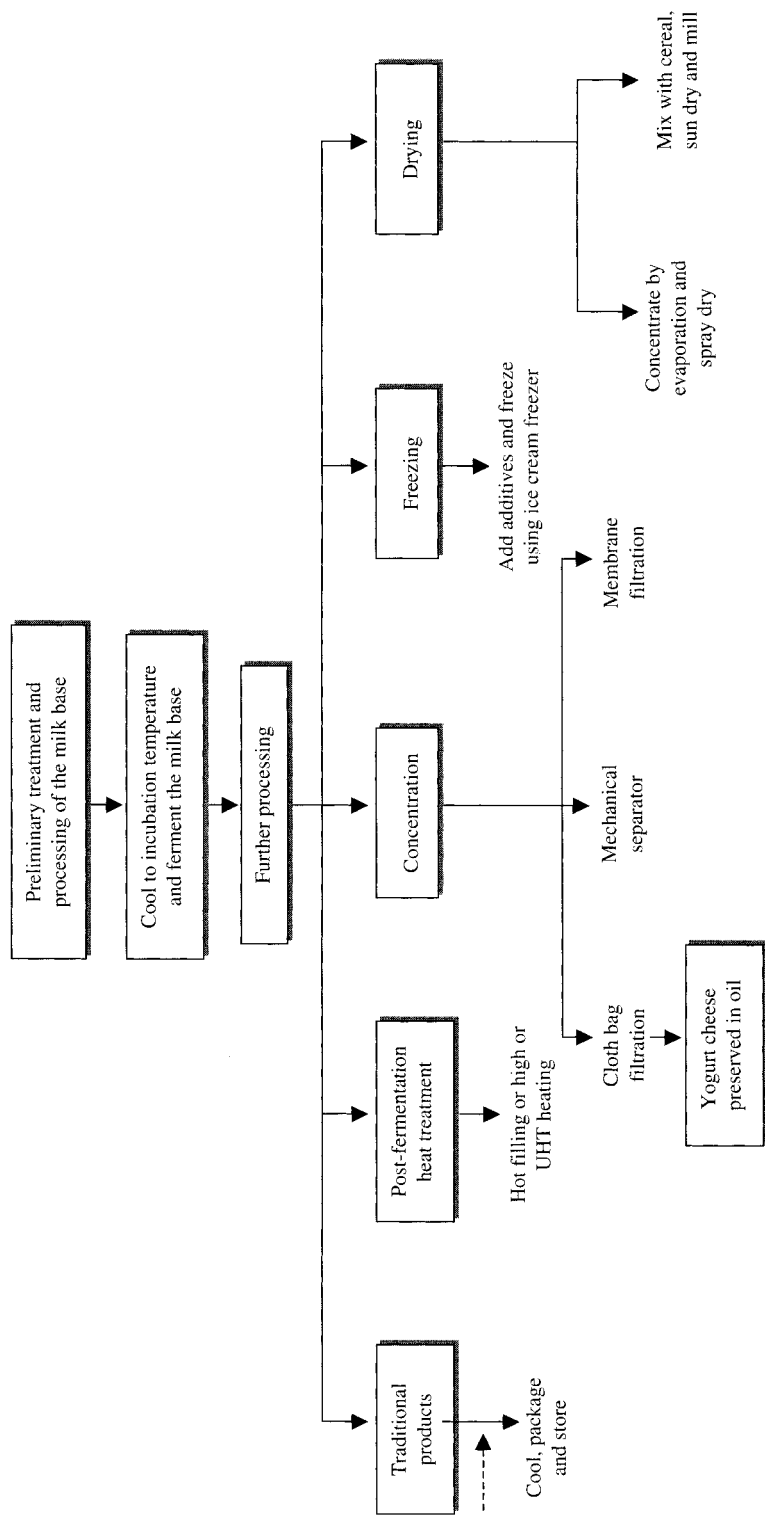 Preliminary treatment and
processing of the milk base
Cool to incubation temperature
and ferment the milk base
Further processing
Traditional
products
Post-fermentation
heat treatment
Concentration
Freezing
Drying
Cool, package
and store
Hot filling or high or
UHT heating
Add additives and freeze
using ice cream freezer
Cloth bag
filtration
Mechanical
separator
Membrane
filtration
Concentrate by
evaporation and
spray dry
Mix with cereal,
sun dry and mill
Yogurt cheese
preserved in oil